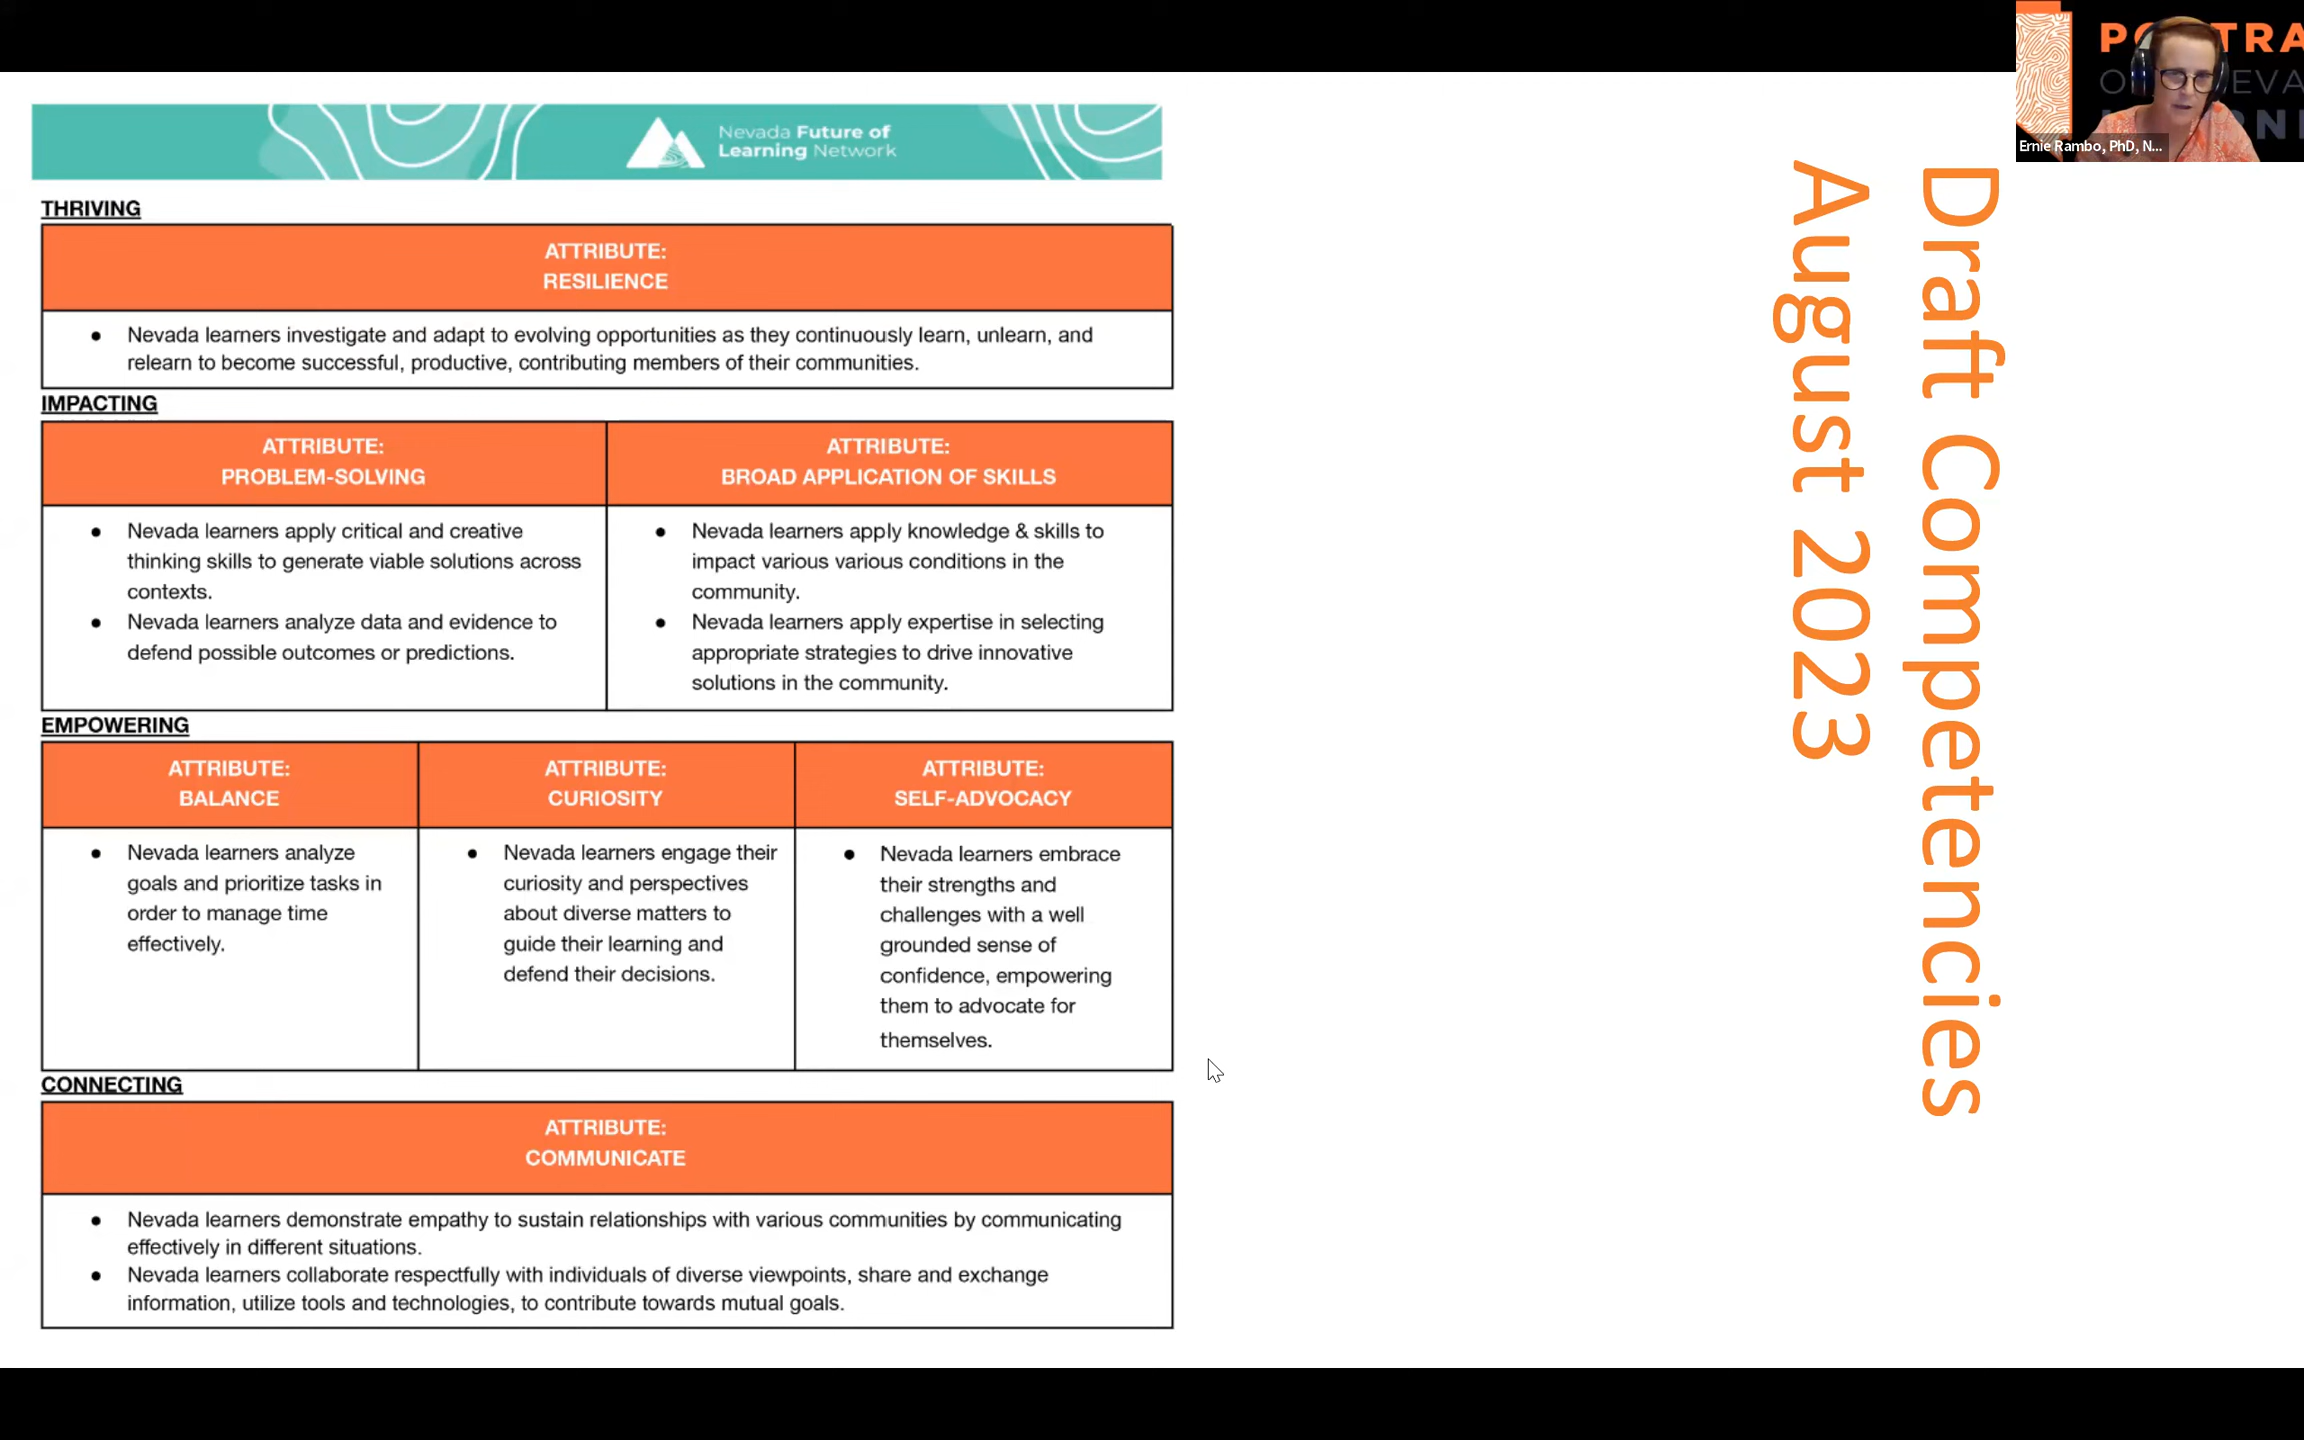 Nevada Future of
Learning Network
THRIVING
ATTRIBUTE:
RESILIENCE
● Nevada learners investigate and adapt to evolving opportunities as they continuously learn, unlearn, and
relearn to become successful, productive, contributing members of their communities.
IMPACTING
ATTRIBUTE:
PROBLEM-SOLVING
● Nevada learners apply critical and creative
thinking skills to generate viable solutions across
contexts.
● Nevada learners analyze data and evidence to
defend possible outcomes or predictions.
ATTRIBUTE:
BROAD APPLICATION OF SKILLS
● Nevada learners apply knowledge & skills to
impact various various conditions in the
community.
● Nevada learners apply expertise in selecting
appropriate strategies to drive innovative
solutions in the community.
EMPOWERING
ATTRIBUTE:
BALANCE
● Nevada learners analyze
goals and prioritize tasks in
order to manage time
effectively.
ATTRIBUTE:
CURIOSITY
● Nevada learners engage their
curiosity and perspectives
about diverse matters to
guide their learning and
defend their decisions.
ATTRIBUTE:
SELF-ADVOCACY
● Nevada learners embrace
their strengths and
challenges with a well
grounded sense of
confidence, empowering
them to advocate for
themselves.
CONNECTING
ATTRIBUTE:
COMMUNICATE
● Nevada learners demonstrate empathy to sustain relationships with various communities by communicating
effectively in different situations.
● Nevada learners collaborate respectfully with individuals of diverse viewpoints, share and exchange
information, utilize tools and technologies, to contribute towards mutual goals.
Draft Competencies
August 2023
Ernie Rambo, PhD, N...